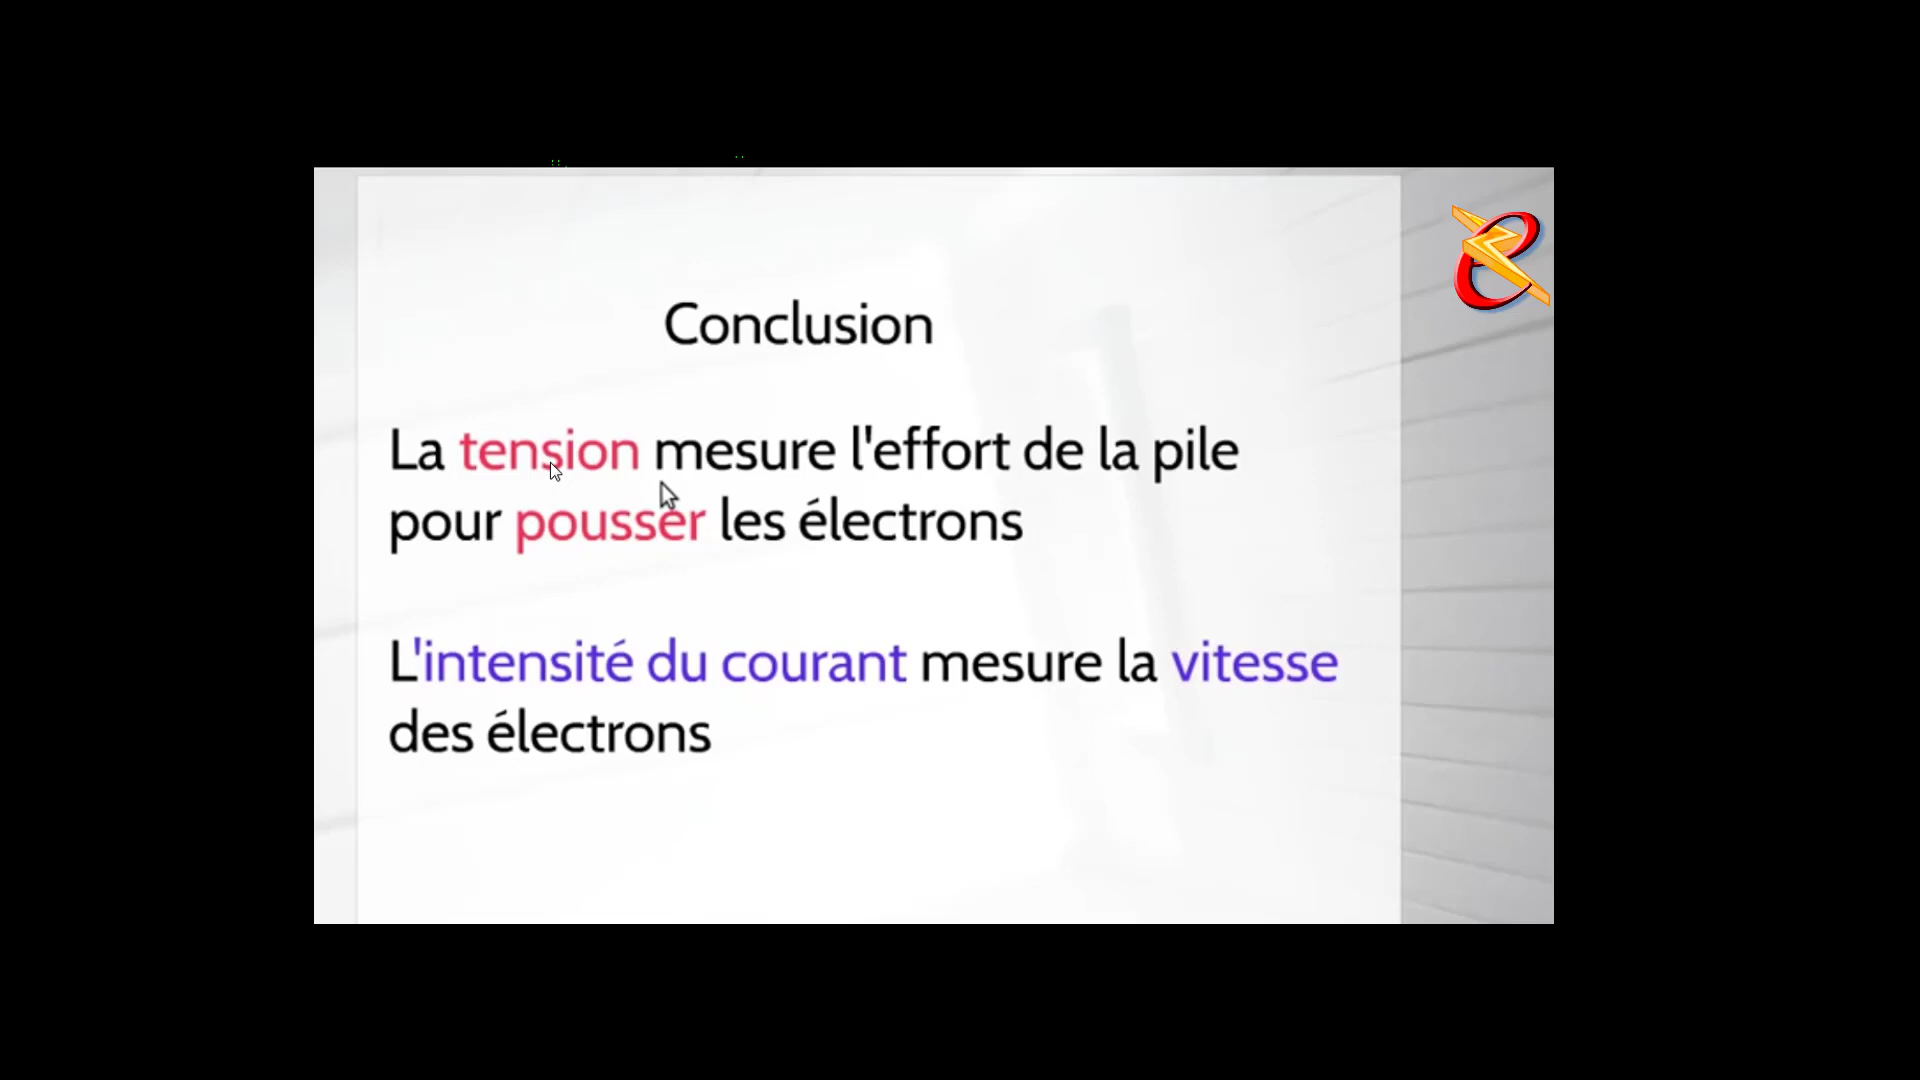 Conclusion
La tension mesure l'effort de la pile
pour pousser les électrons
L'intensité du courant mesure la vitesse
des électrons